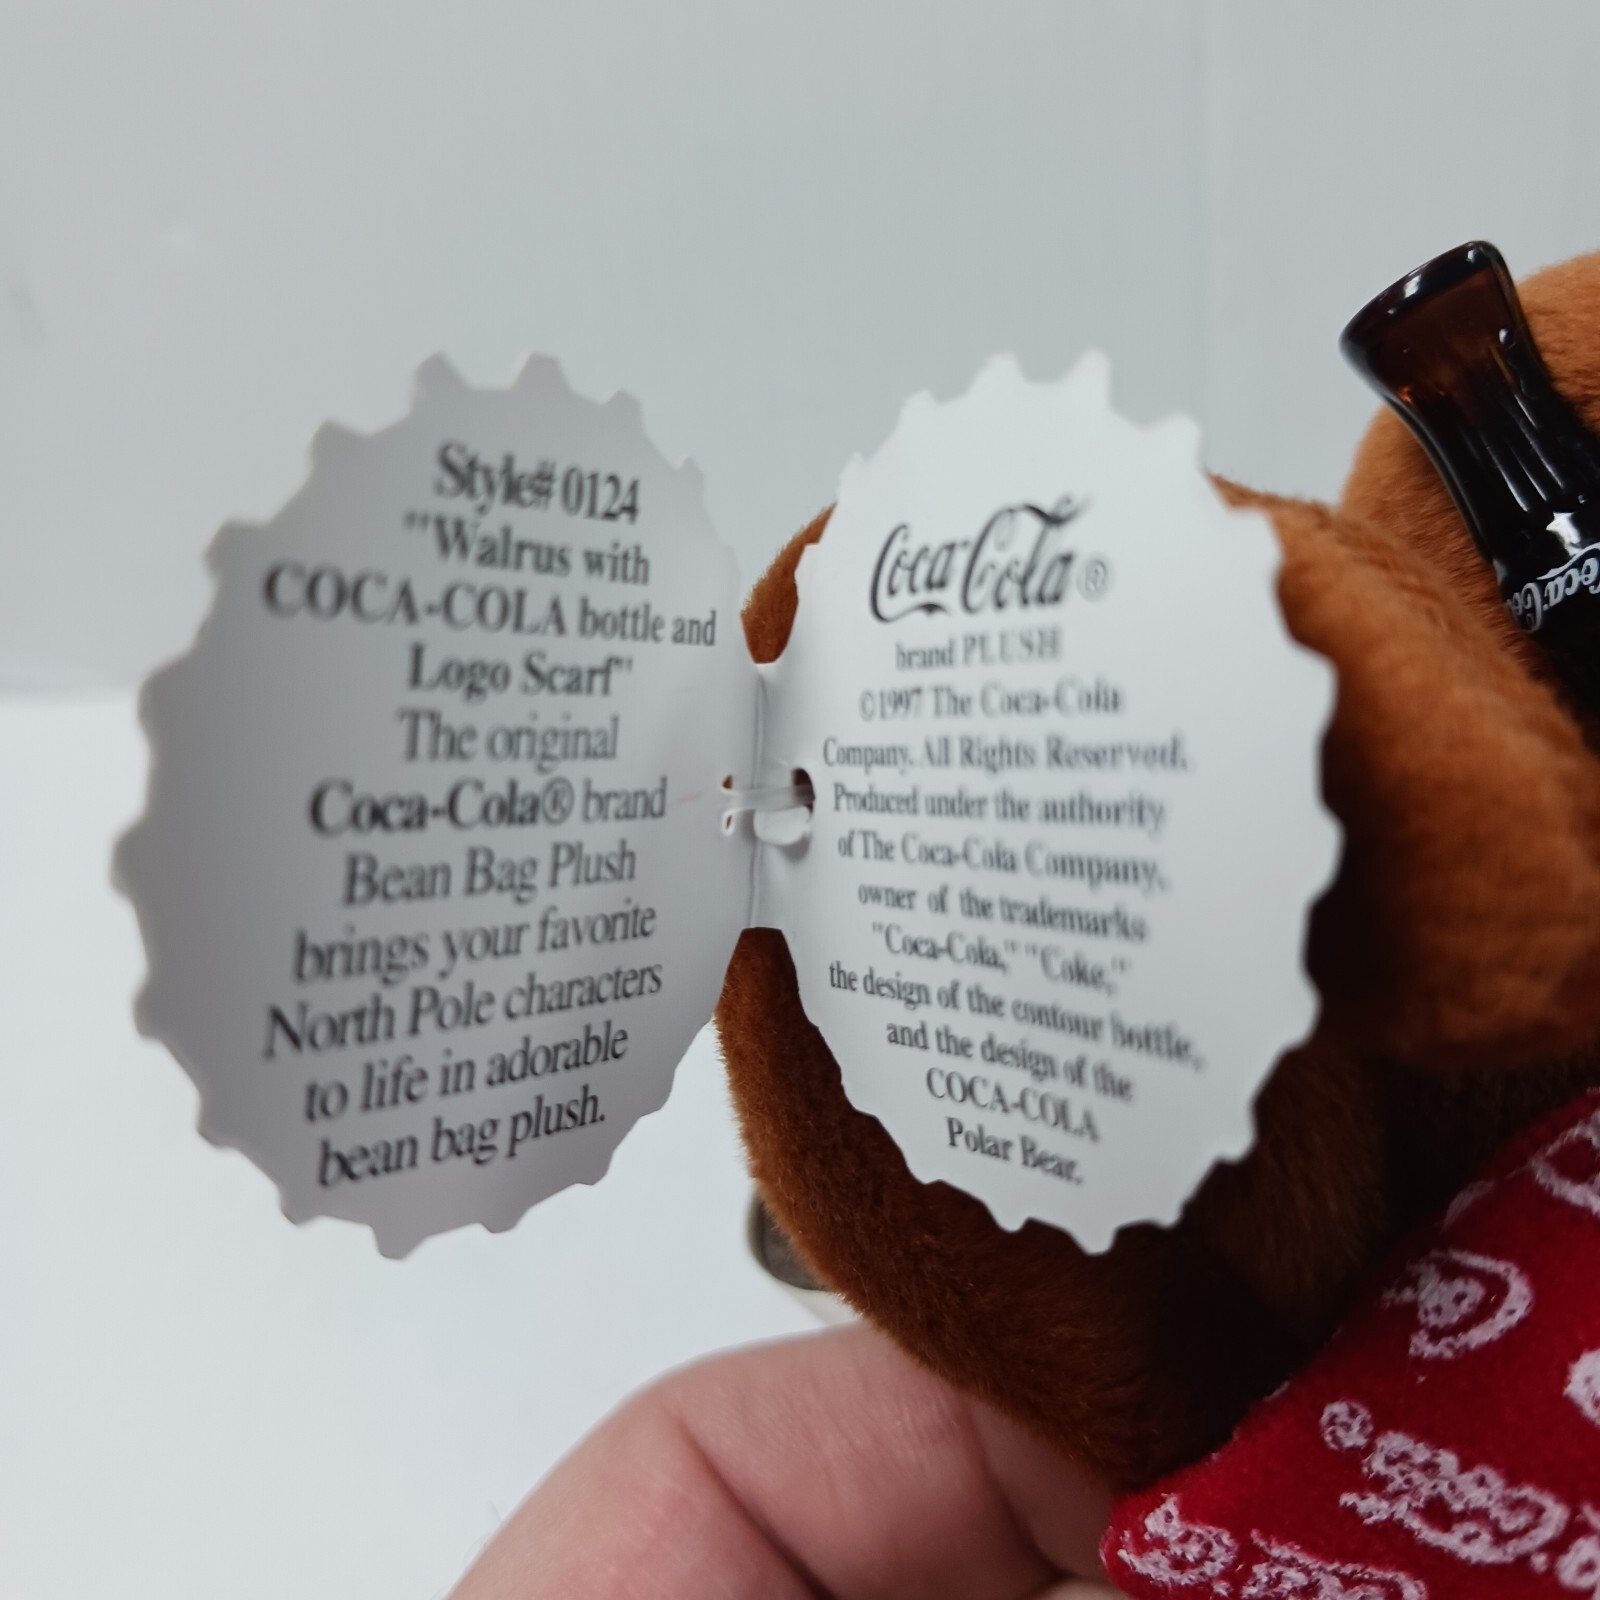 Style# 0124
"Walrus with
COCA-COLA bottle and
Logo Scarf"
The original
Coca-Cola® brand
Bean Bag Plush
brings your favorite
North Pole characters
to life in adorable
bean bag plush.
Coca-Cola®
brand PLUSH
©1997 The Coca-Cola
Company. All Rights Reserved.
Produced under the authority
of The Coca-Cola Company,
owner of the trademarks
"Coca-Cola," "Coke,"
the design of the contour bottle,
and the design of the
COCA-COLA
Polar Bear.